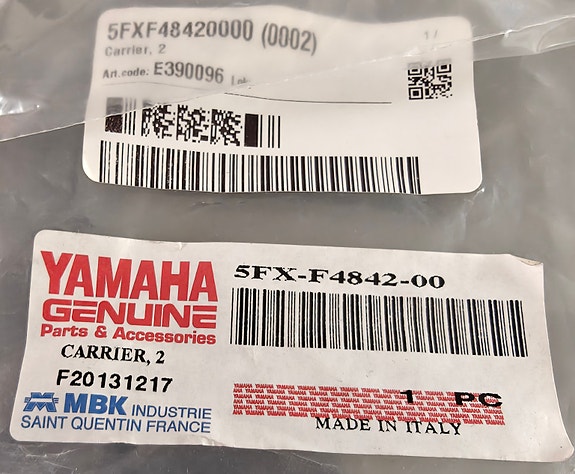 5FXF48420000 (0002)
1/
Carrier, 2
Art.code: E390096
YAMAHA
GENUINE
Parts & Accessories
CARRIER, 2
F20131217
MBK INDUSTRIE
SAINT QUENTIN FRANCE
5FX-F4842-00
1 PC
MADE IN ITALY